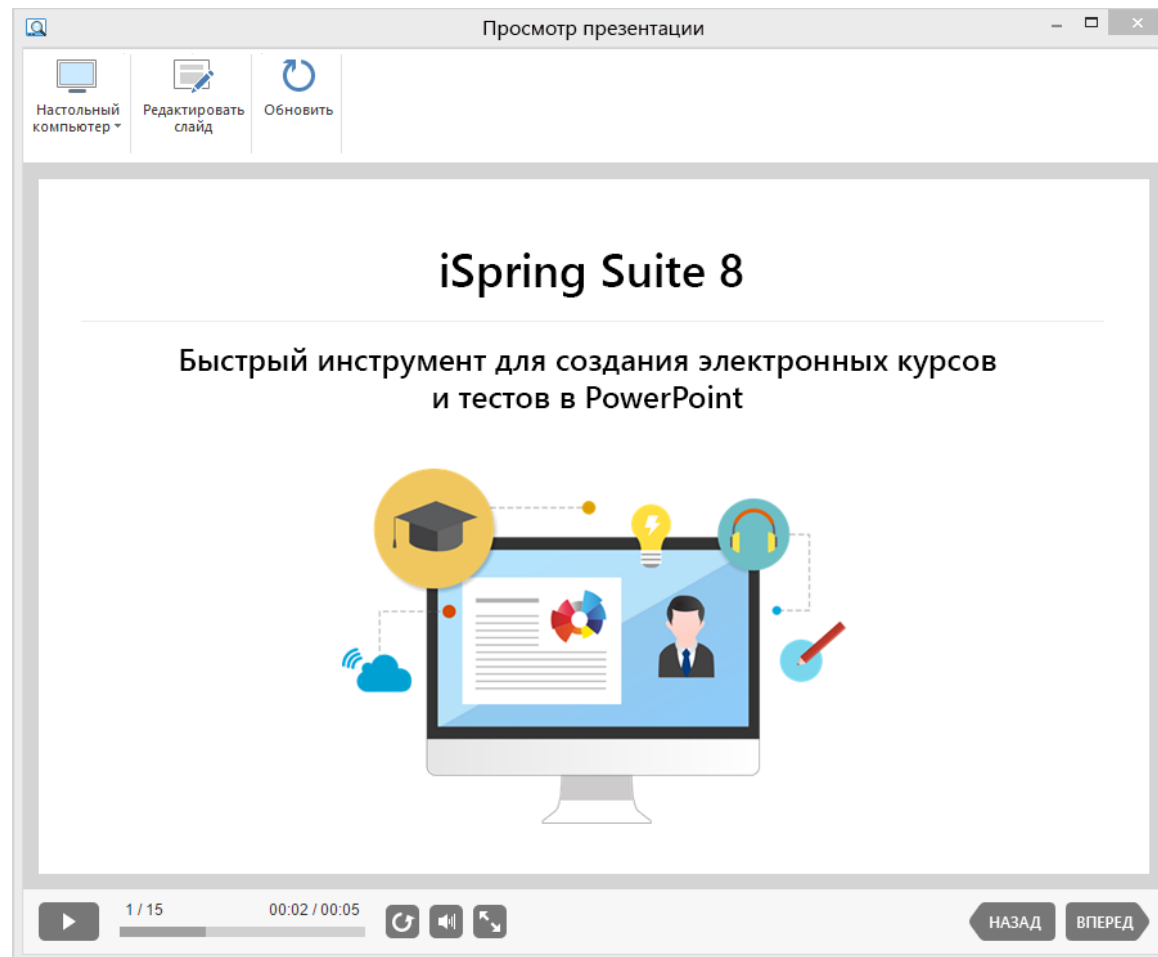 Просмотр презентации
Настольный
компьютер
Редактировать
слайд
Обновить
iSpring Suite 8
Быстрый инструмент для создания электронных курсов
и тестов в PowerPoint
1 / 15
00:02 / 00:05
НАЗАД
ВПЕРЕД